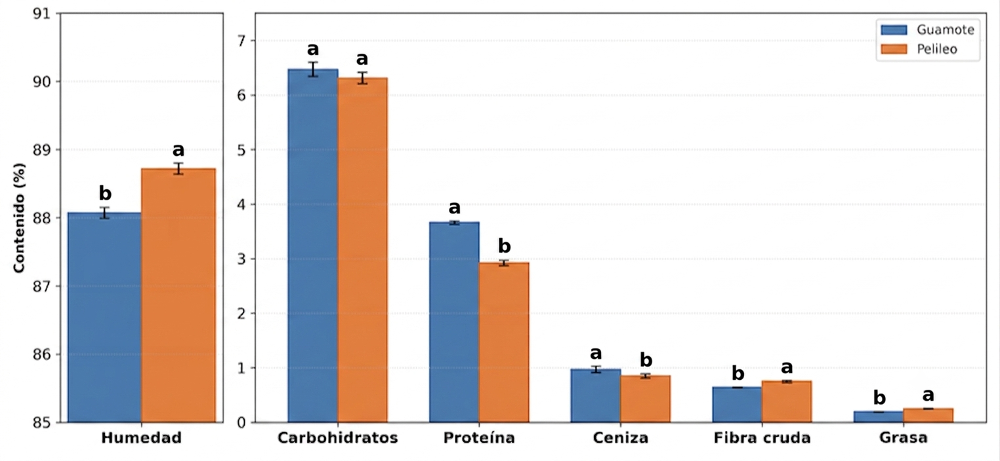 Contenido (%)
91
90
89
88
87
86
85
b
a
Humedad
7
6
5
4
3
2
1
0
Guamote
Pelileo
a
a
a
b
a
b
b
a
b
a
Carbohidratos
Proteína
Ceniza
Fibra cruda
Grasa